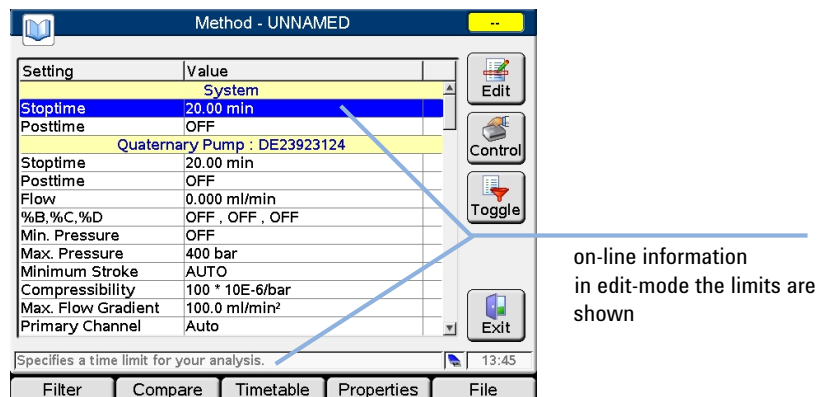 Method - UNNAMED --
Setting Value
System
Stoptime 20.00 min
Posttime OFF
Quaternary Pump : DE23923124
Stoptime 20.00 min
Posttime OFF
Flow 0.000 ml/min
%B,%C,%D OFF , OFF , OFF
Min. Pressure OFF
Max. Pressure 400 bar
Minimum Stroke AUTO
Compressibility 100 * 10E-6/bar
Max. Flow Gradient 100.0 ml/min²
Primary Channel Auto
Edit
Control
Toggle
Exit
Specifies a time limit for your analysis. 13:45
Filter Compare Timetable Properties File
on-line information
in edit-mode the limits are
shown